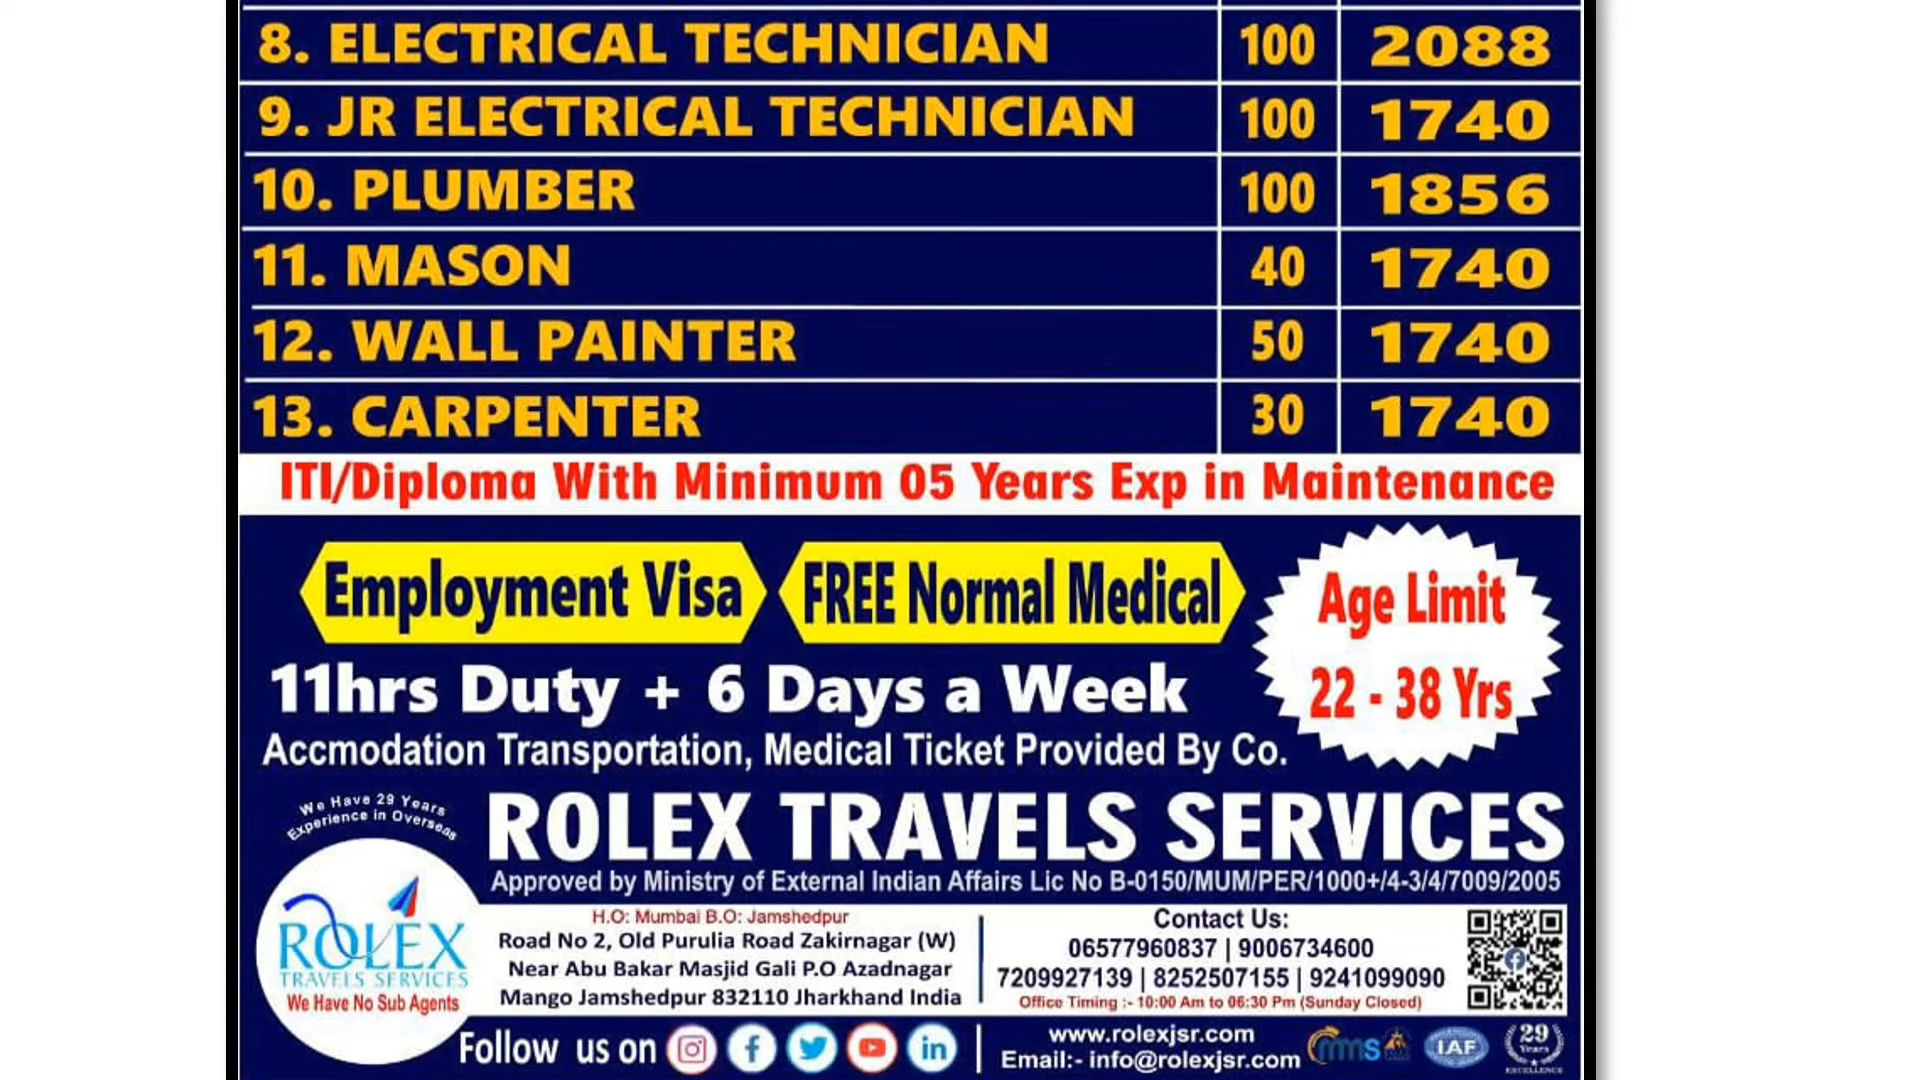 8. ELECTRICAL TECHNICIAN 100 2088
9. JR ELECTRICAL TECHNICIAN 100 1740
10. PLUMBER 100 1856
11. MASON 40 1740
12. WALL PAINTER 50 1740
13. CARPENTER 30 1740
ITI/Diploma With Minimum 05 Years Exp in Maintenance
Employment Visa FREE Normal Medical
Age Limit
22 - 38 Yrs
11hrs Duty + 6 Days a Week
Accmodation Transportation, Medical Ticket Provided By Co.
We Have 29 Years
Experience in Overseas
ROLEX TRAVELS SERVICES
Approved by Ministry of External Indian Affairs Lic No B-0150/MUM/PER/1000+/4-3/4/7009/2005
ROLEX
TRAVELS SERVICES
We Have No Sub Agents
H.O: Mumbai B.O: Jamshedpur
Road No 2, Old Purulia Road Zakirnagar (W)
Near Abu Bakar Masjid Gali P.O Azadnagar
Mango Jamshedpur 832110 Jharkhand India
Contact Us:
06577960837 | 9006734600
7209927139 | 8252507155 | 9241099090
Office Timing :- 10:00 Am to 06:30 Pm (Sunday Closed)
Follow us on
www.rolexjsr.com
Email:- info@rolexjsr.com
IAF
29
Years
EXCELLENCE